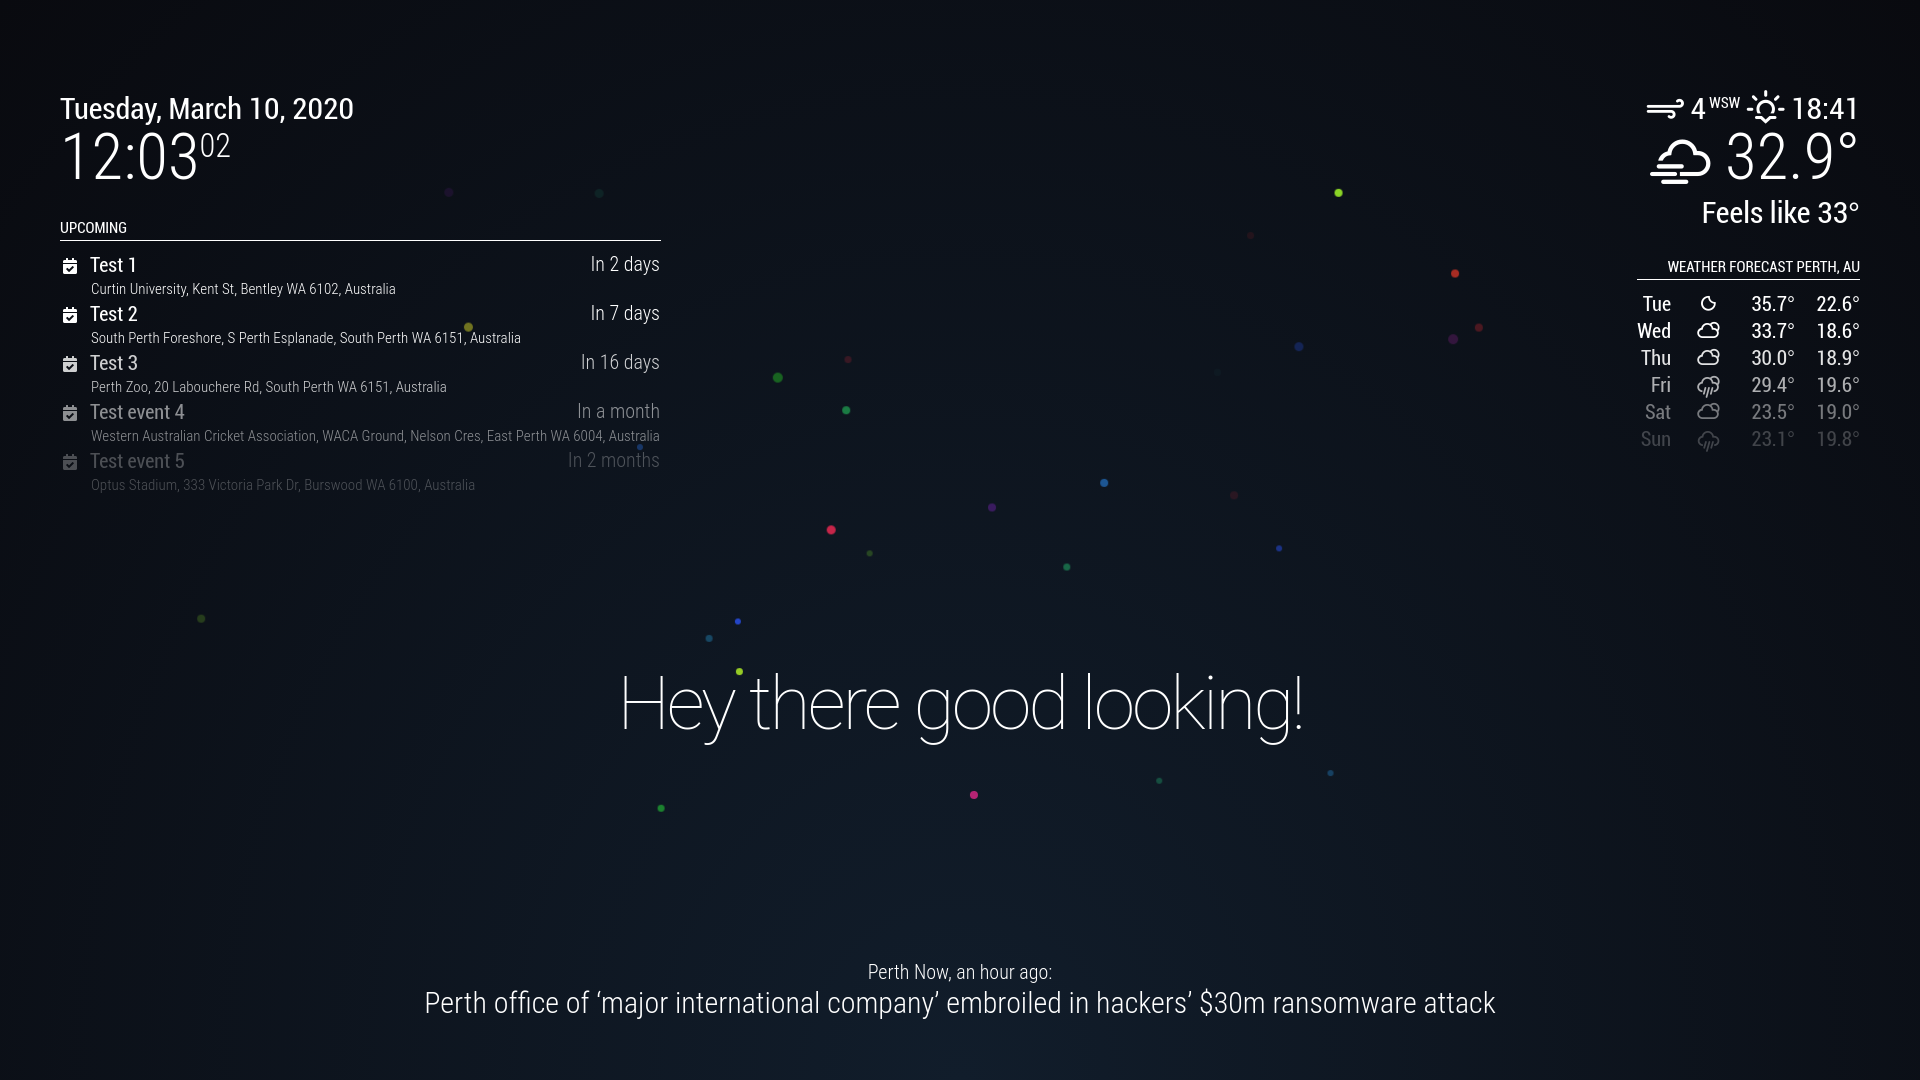 Tuesday, March 10, 2020
12:03 02
UPCOMING
Test 1 In 2 days
Curtin University, Kent St, Bentley WA 6102, Australia
Test 2 In 7 days
South Perth Foreshore, S Perth Esplanade, South Perth WA 6151, Australia
Test 3 In 16 days
Perth Zoo, 20 Labouchere Rd, South Perth WA 6151, Australia
Test event 4 In a month
Western Australian Cricket Association, WACA Ground, Nelson Cres, East Perth WA 6004, Australia
Test event 5 In 2 months
Optus Stadium, 333 Victoria Park Dr, Burswood WA 6100, Australia
4 WSW 18:41
32.9°
Feels like 33°
WEATHER FORECAST PERTH, AU
Tue 35.7° 22.6°
Wed 33.7° 18.6°
Thu 30.0° 18.9°
Fri 29.4° 19.6°
Sat 23.5° 19.0°
Sun 23.1° 19.8°
Hey there good looking!
Perth Now, an hour ago:
Perth office of ‘major international company’ embroiled in hackers’ $30m ransomware attack